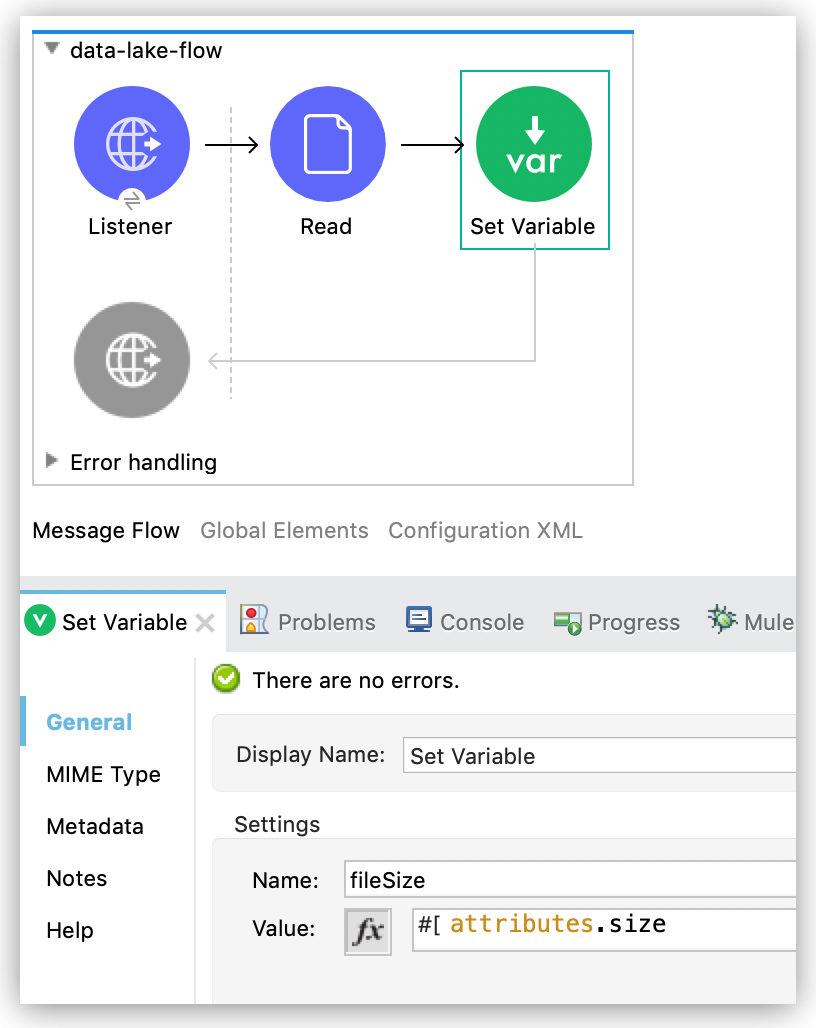 data-lake-flow
var
Listener
Read
Set Variable
Error handling
Message Flow Global Elements Configuration XML
V Set Variable Problems Console Progress Mule
There are no errors.
General
Display Name: Set Variable
MIME Type
Settings
Metadata
Notes
Name: fileSize
Help
Value: fx #[ attributes.size